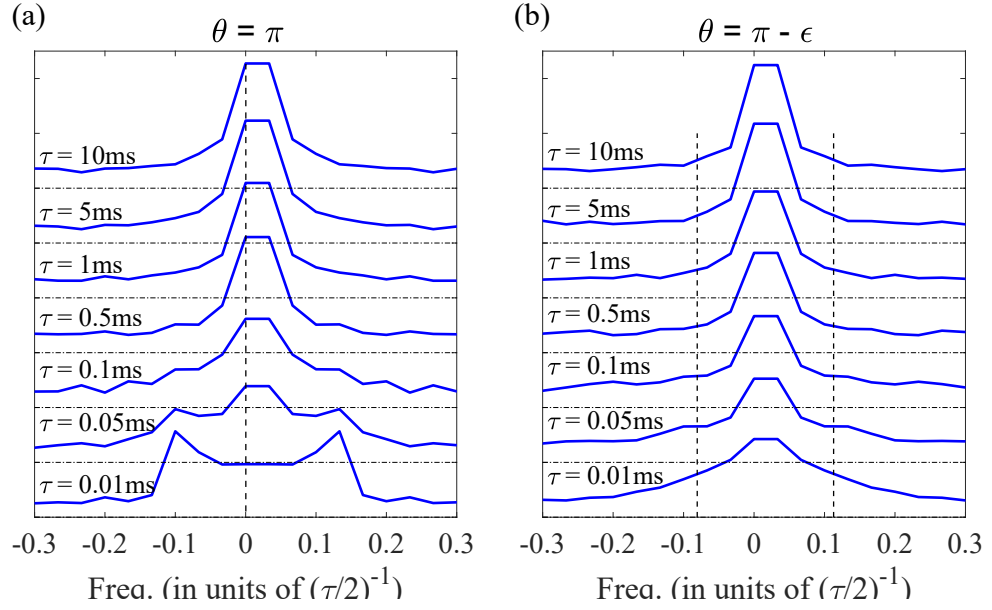 (a)
θ = π
τ = 10ms
τ = 5ms
τ = 1ms
τ = 0.5ms
τ = 0.1ms
τ = 0.05ms
τ = 0.01ms
-0.3 -0.2 -0.1 0 0.1 0.2 0.3
Freq. (in units of (τ/2)⁻¹)
(b)
θ = π - ϵ
τ = 10ms
τ = 5ms
τ = 1ms
τ = 0.5ms
τ = 0.1ms
τ = 0.05ms
τ = 0.01ms
-0.3 -0.2 -0.1 0 0.1 0.2 0.3
Freq. (in units of (τ/2)⁻¹)